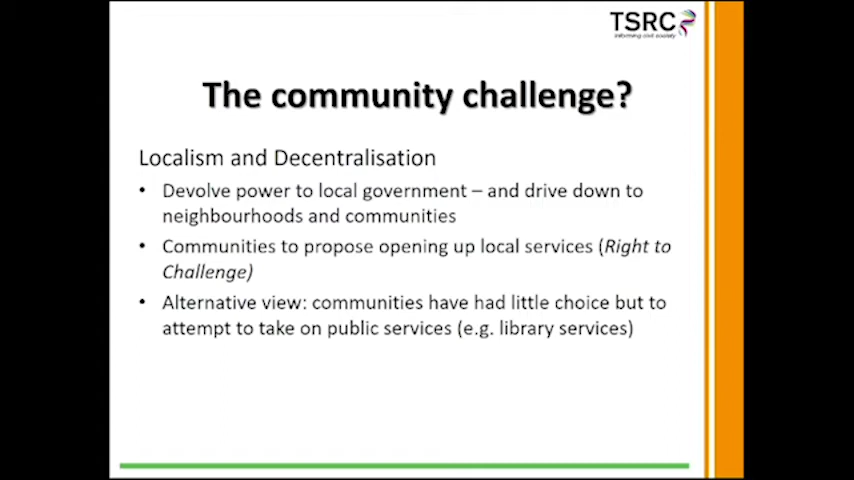 TSRC
informing civil society
The community challenge?
Localism and Decentralisation
• Devolve power to local government – and drive down to
neighbourhoods and communities
• Communities to propose opening up local services (Right to
Challenge)
• Alternative view: communities have had little choice but to
attempt to take on public services (e.g. library services)